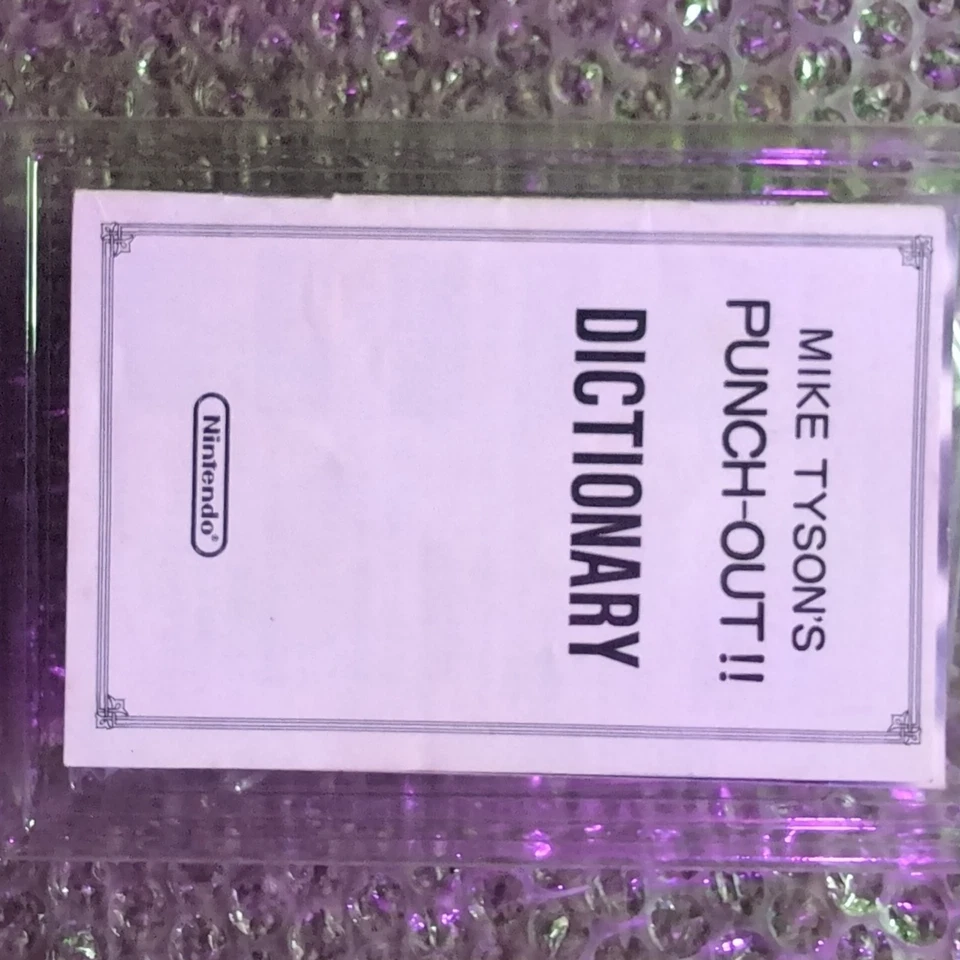 MIKE TYSON'S
PUNCH-OUT!!
DICTIONARY
Nintendo®